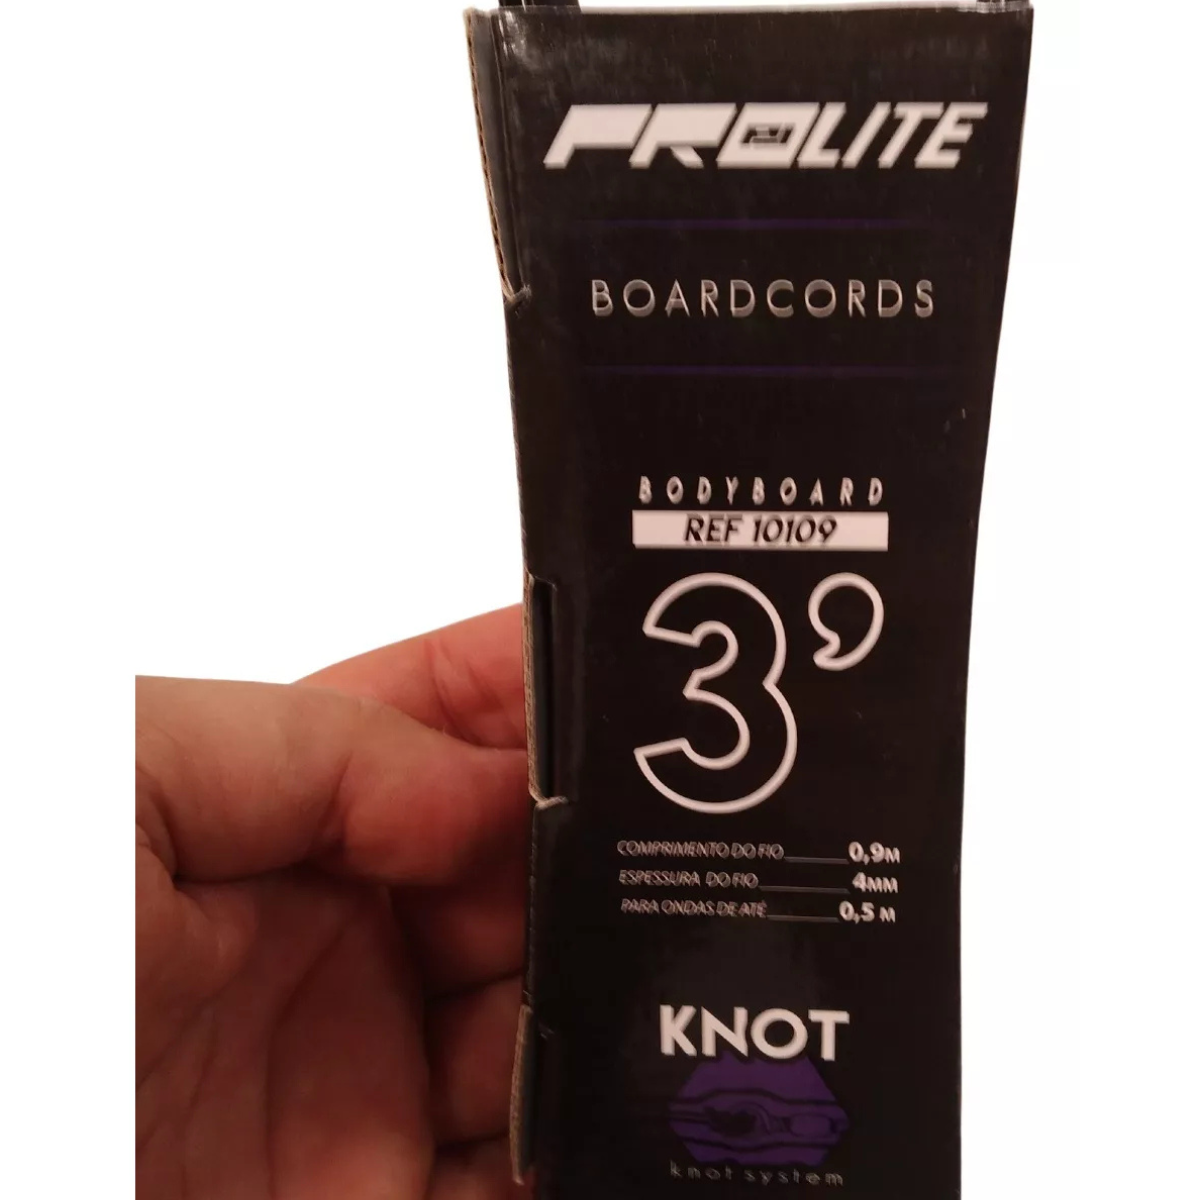 PROLITE
BOARDCORDS
BODYBOARD
REF 10109
3’
COMPRIMENTO DO FIO 0,9M
ESPESSURA DO FIO 4MM
PARA ONDAS DE ATÉ 0,5 M
KNOT
knot system